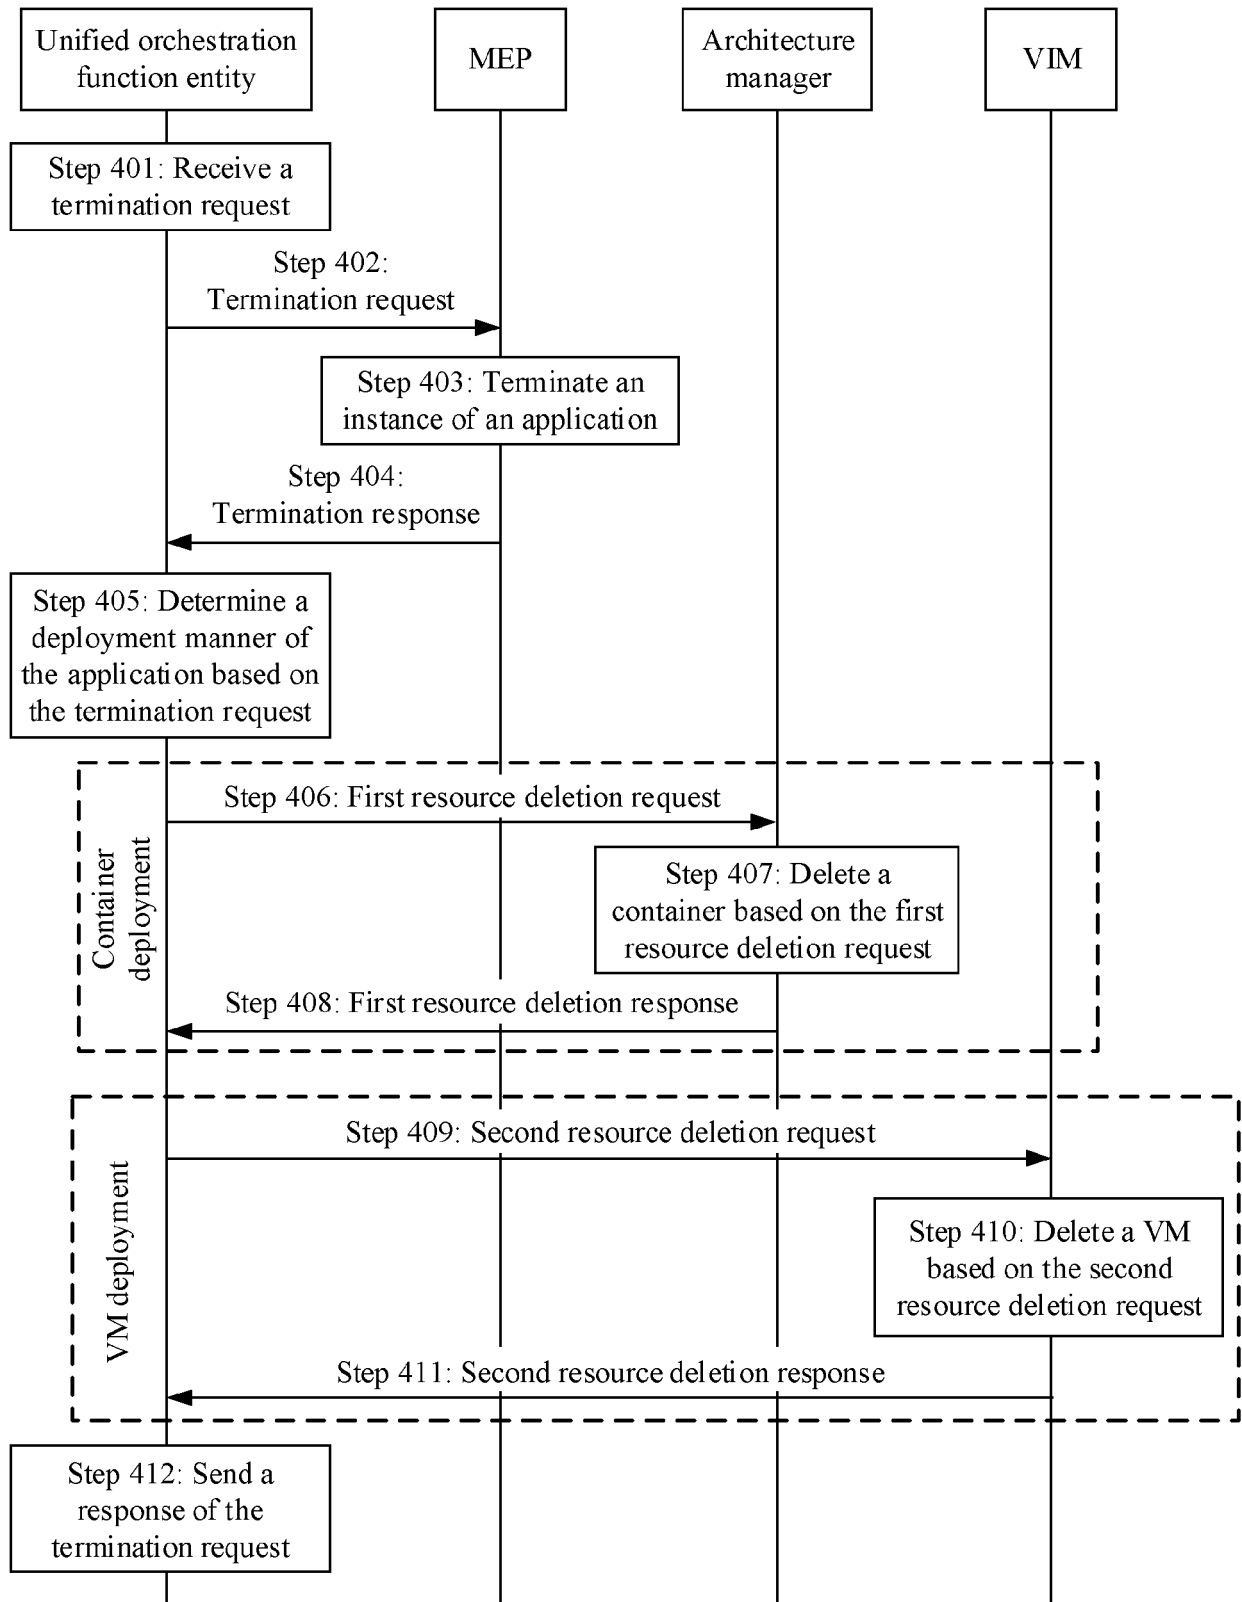 Unified orchestration
function entity
MEP
Architecture
manager
VIM
Step 401: Receive a
termination request
Step 402:
Termination request
Step 403: Terminate an
instance of an application
Step 404:
Termination response
Step 405: Determine a
deployment manner of
the application based on
the termination request
Container
deployment
Step 406: First resource deletion request
Step 407: Delete a
container based on the first
resource deletion request
Step 408: First resource deletion response
VM deployment
Step 409: Second resource deletion request
Step 410: Delete a VM
based on the second
resource deletion request
Step 411: Second resource deletion response
Step 412: Send a
response of the
termination request